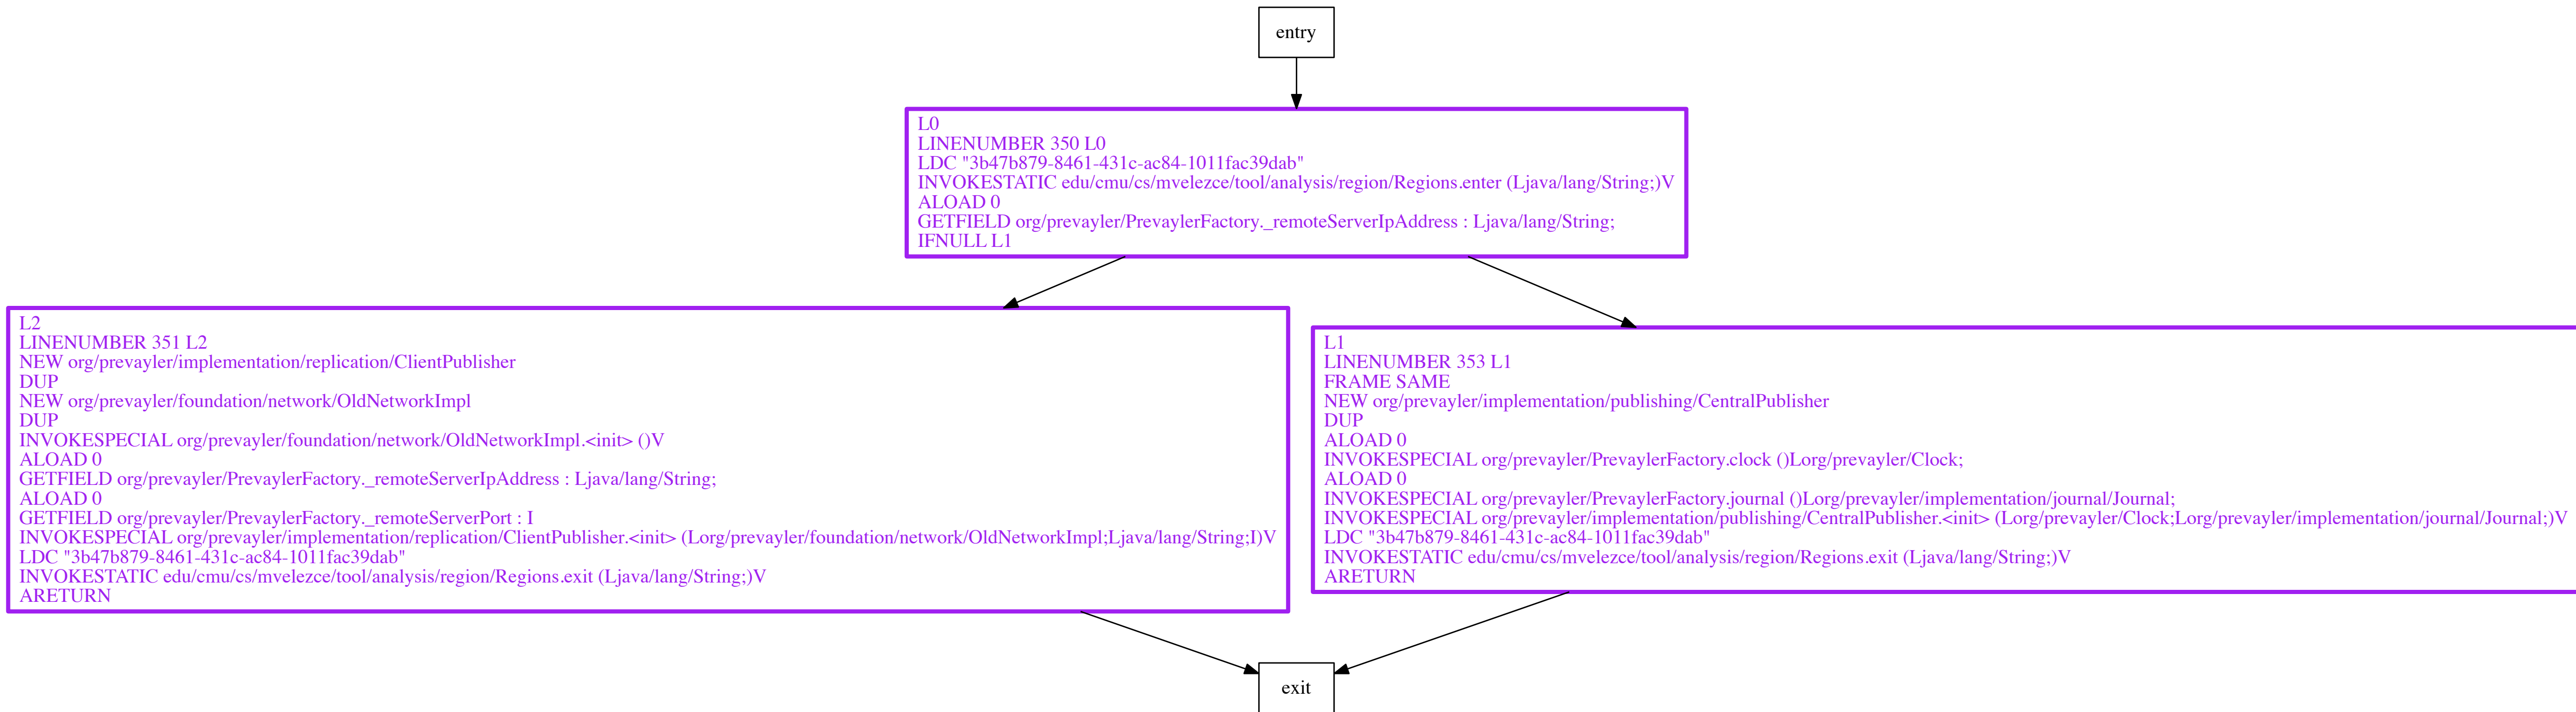 entry
L0
LINENUMBER 350 L0
LDC "3b47b879-8461-431c-ac84-1011fac39dab"
INVOKESTATIC edu/cmu/cs/mvelezce/tool/analysis/region/Regions.enter (Ljava/lang/String;)V
ALOAD 0
GETFIELD org/prevayler/PrevaylerFactory._remoteServerIpAddress : Ljava/lang/String;
IFNULL L1
L2
LINENUMBER 351 L2
NEW org/prevayler/implementation/replication/ClientPublisher
DUP
NEW org/prevayler/foundation/network/OldNetworkImpl
DUP
INVOKESPECIAL org/prevayler/foundation/network/OldNetworkImpl.<init> ()V
ALOAD 0
GETFIELD org/prevayler/PrevaylerFactory._remoteServerIpAddress : Ljava/lang/String;
ALOAD 0
GETFIELD org/prevayler/PrevaylerFactory._remoteServerPort : I
INVOKESPECIAL org/prevayler/implementation/replication/ClientPublisher.<init> (Lorg/prevayler/foundation/network/OldNetworkImpl;Ljava/lang/String;I)V
LDC "3b47b879-8461-431c-ac84-1011fac39dab"
INVOKESTATIC edu/cmu/cs/mvelezce/tool/analysis/region/Regions.exit (Ljava/lang/String;)V
ARETURN
L1
LINENUMBER 353 L1
FRAME SAME
NEW org/prevayler/implementation/publishing/CentralPublisher
DUP
ALOAD 0
INVOKESPECIAL org/prevayler/PrevaylerFactory.clock ()Lorg/prevayler/Clock;
ALOAD 0
INVOKESPECIAL org/prevayler/PrevaylerFactory.journal ()Lorg/prevayler/implementation/journal/Journal;
INVOKESPECIAL org/prevayler/implementation/publishing/CentralPublisher.<init> (Lorg/prevayler/Clock;Lorg/prevayler/implementation/journal/Journal;)V
LDC "3b47b879-8461-431c-ac84-1011fac39dab"
INVOKESTATIC edu/cmu/cs/mvelezce/tool/analysis/region/Regions.exit (Ljava/lang/String;)V
ARETURN
exit